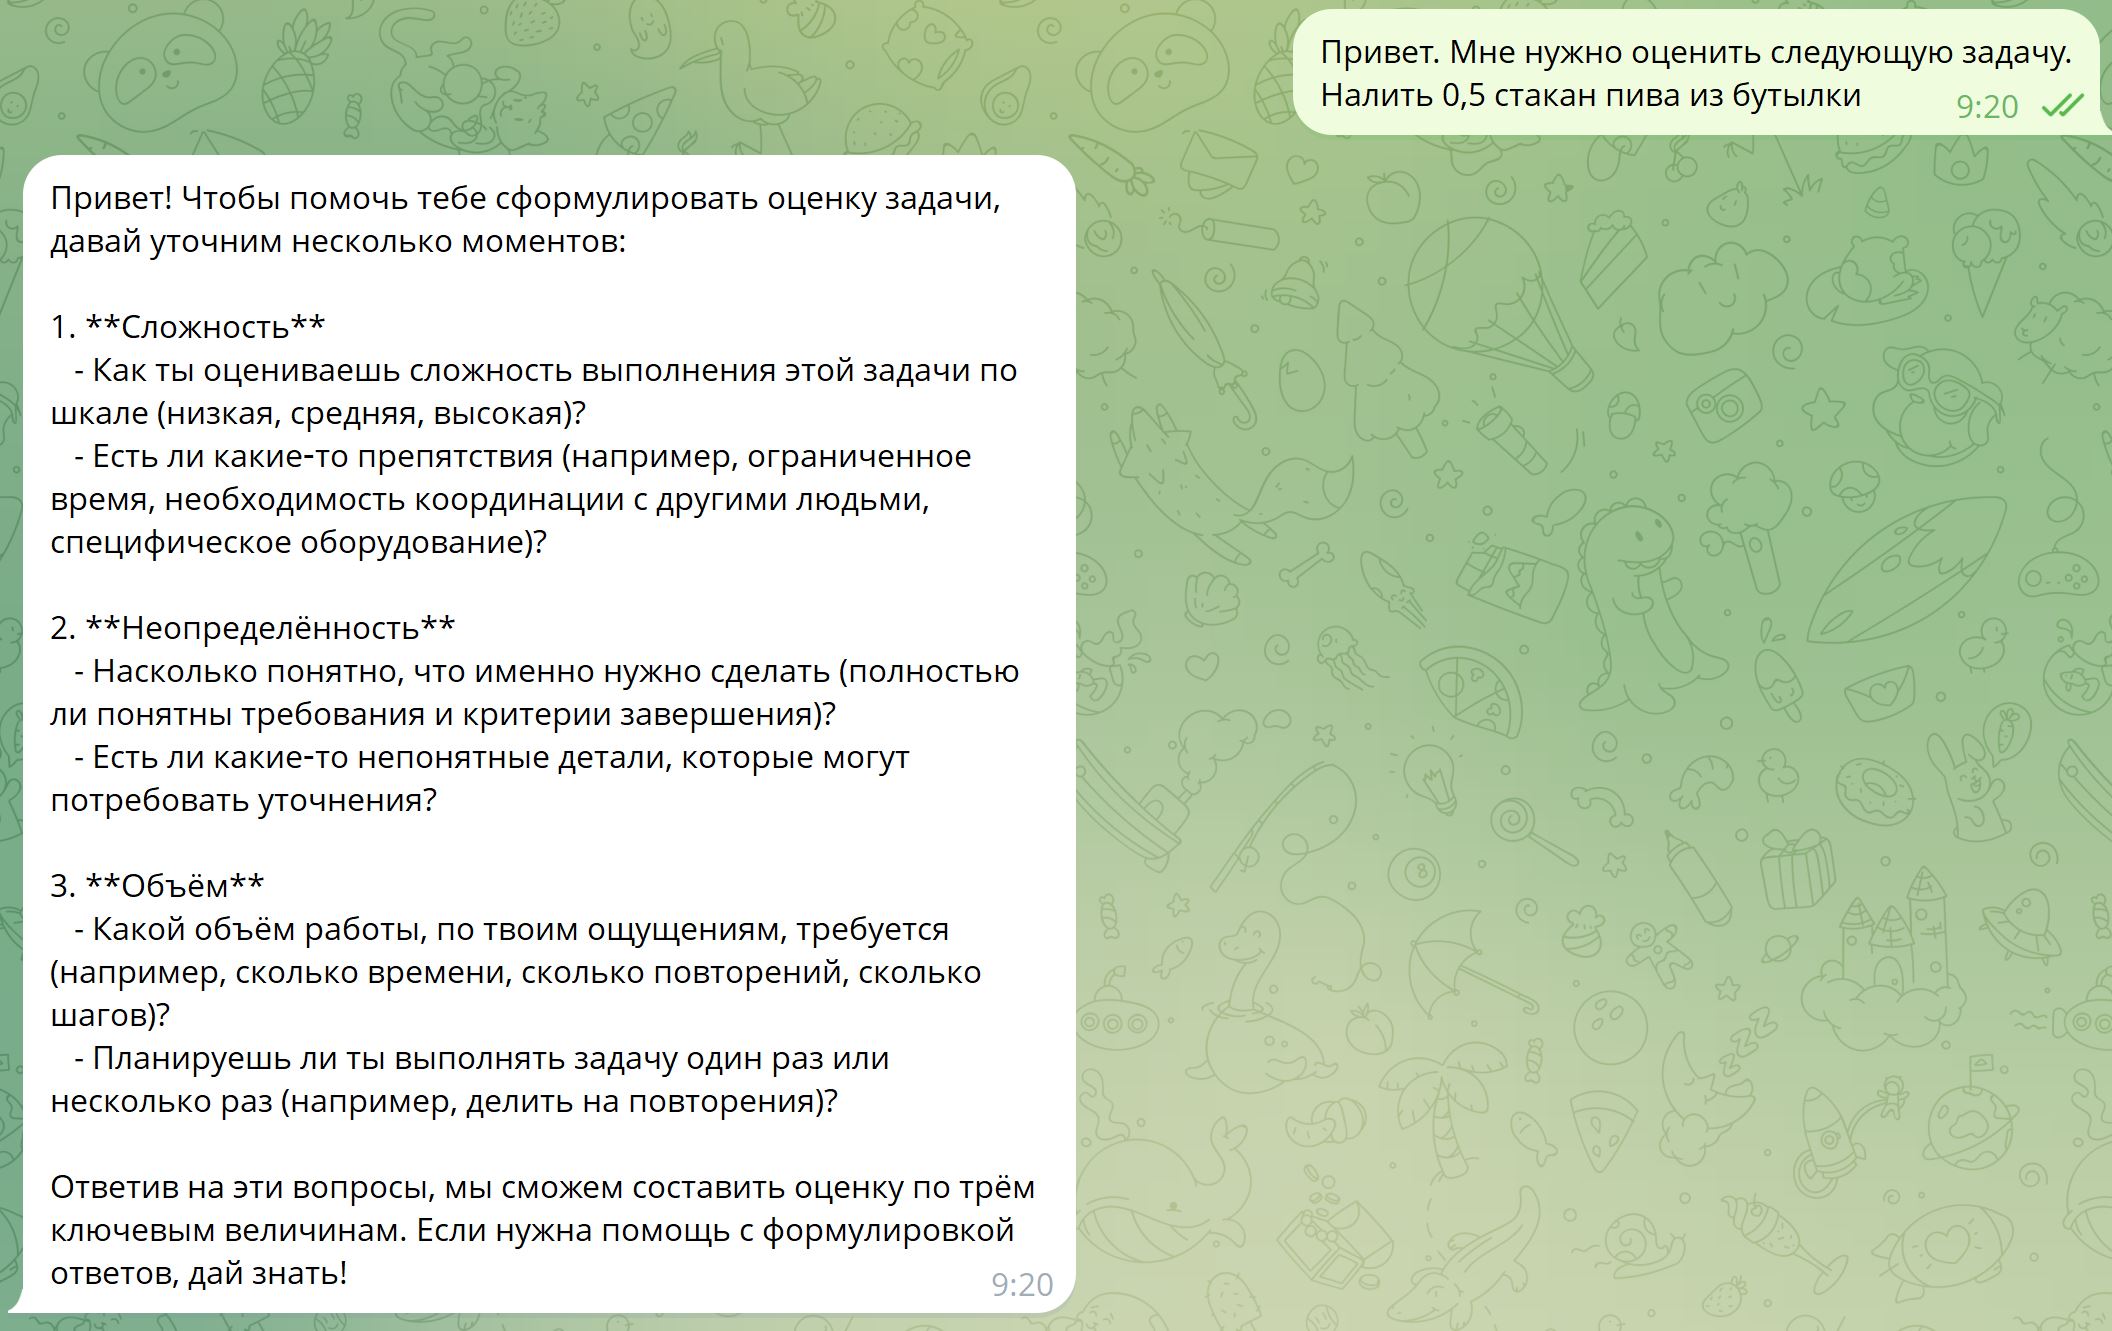 Привет. Мне нужно оценить следующую задачу.
Налить 0,5 стакан пива из бутылки
9:20
Привет! Чтобы помочь тебе сформулировать оценку задачи,
давай уточним несколько моментов:
1. **Сложность**
- Как ты оцениваешь сложность выполнения этой задачи по
шкале (низкая, средняя, высокая)?
- Есть ли какие-то препятствия (например, ограниченное
время, необходимость координации с другими людьми,
специфическое оборудование)?
2. **Неопределённость**
- Насколько понятно, что именно нужно сделать (полностью
ли понятны требования и критерии завершения)?
- Есть ли какие-то непонятные детали, которые могут
потребовать уточнения?
3. **Объём**
- Какой объём работы, по твоим ощущениям, требуется
(например, сколько времени, сколько повторений, сколько
шагов)?
- Планируешь ли ты выполнять задачу один раз или
несколько раз (например, делить на повторения)?
Ответив на эти вопросы, мы сможем составить оценку по трём
ключевым величинам. Если нужна помощь с формулировкой
ответов, дай знать!
9:20